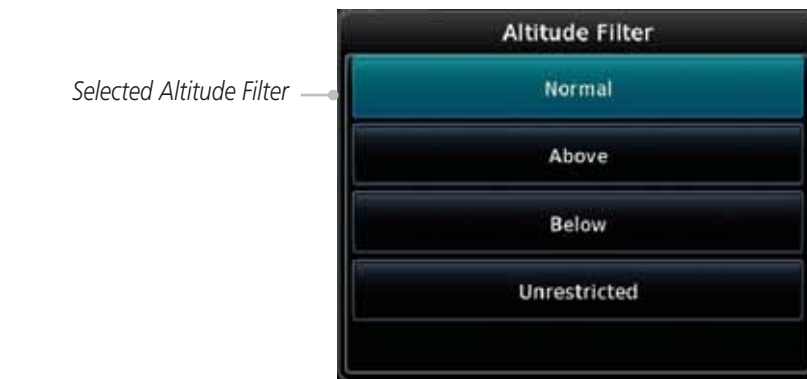 Altitude Filter
Selected Altitude Filter
Normal
Above
Below
Unrestricted